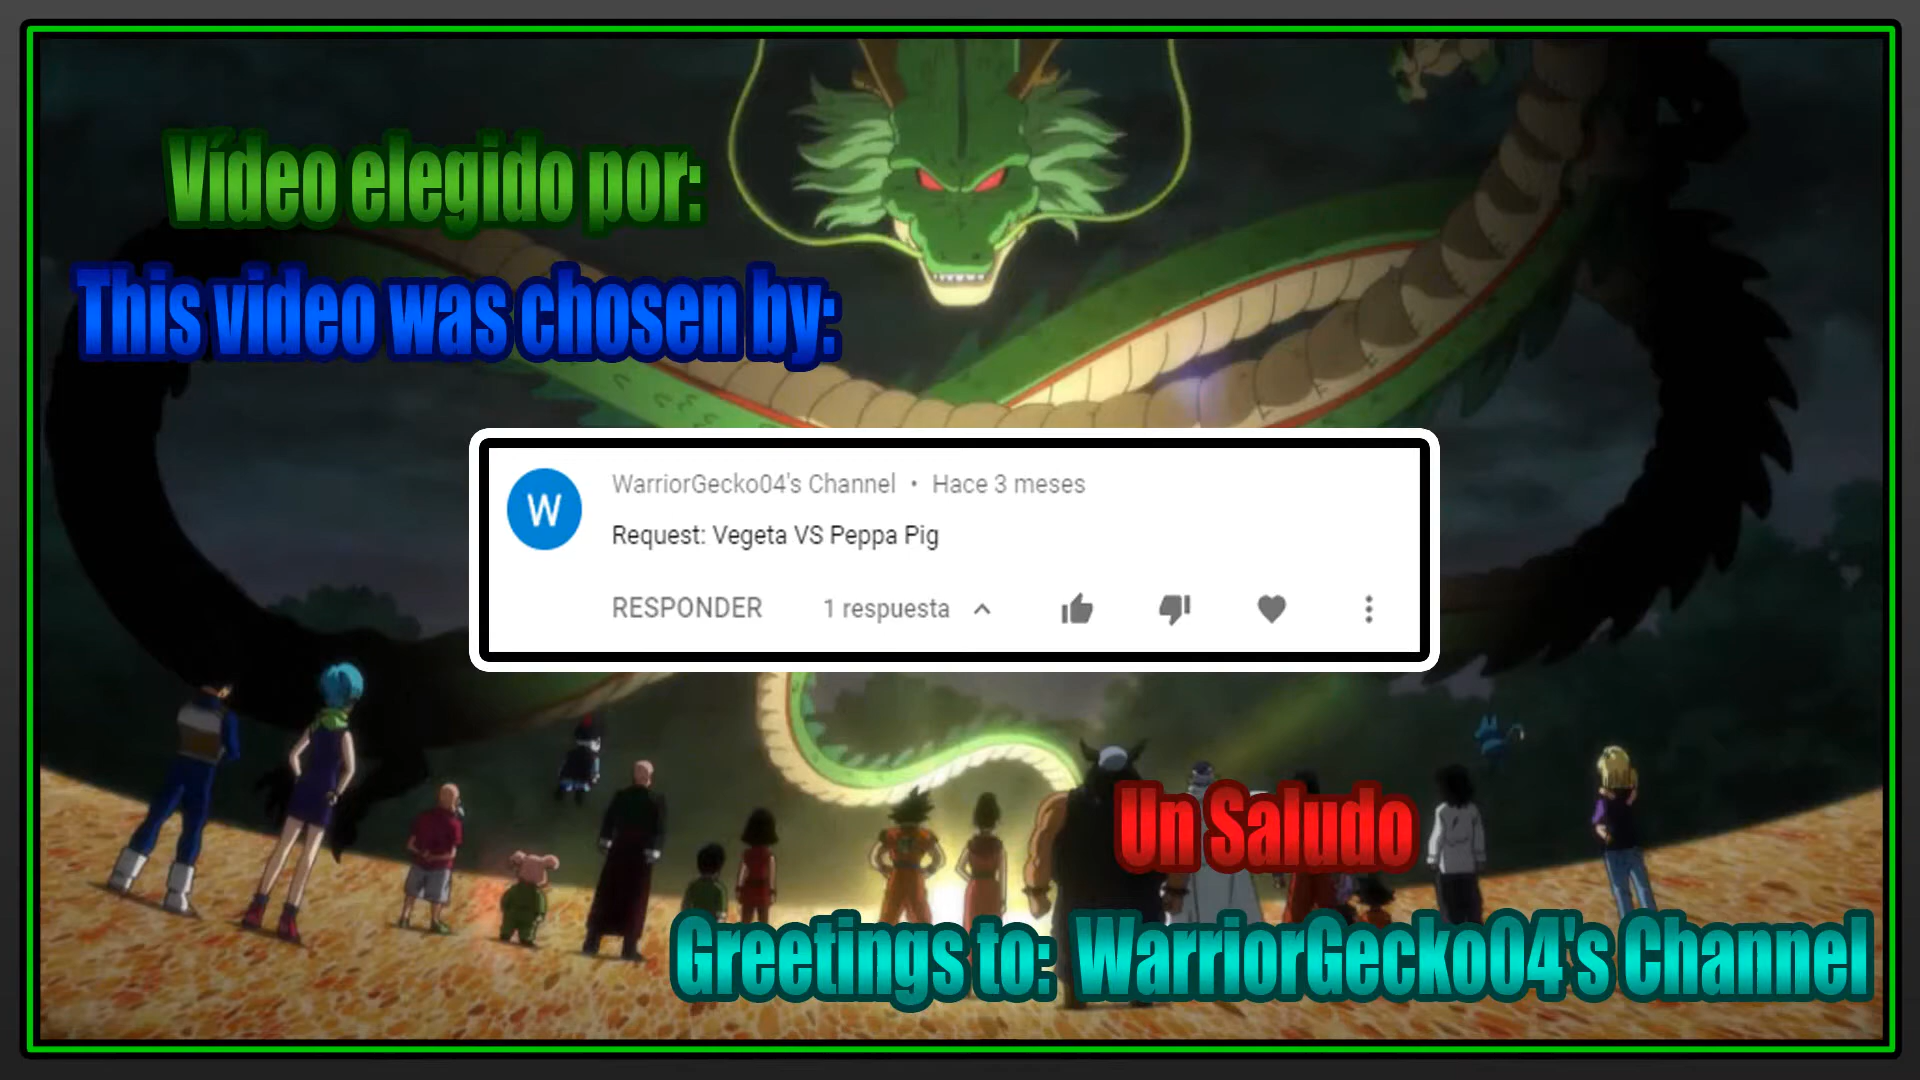 Vídeo elegido por:
This video was chosen by:
W
WarriorGecko04's Channel • Hace 3 meses
Request: Vegeta VS Peppa Pig
RESPONDER 1 respuesta
Un Saludo
Greetings to: WarriorGecko04's Channel